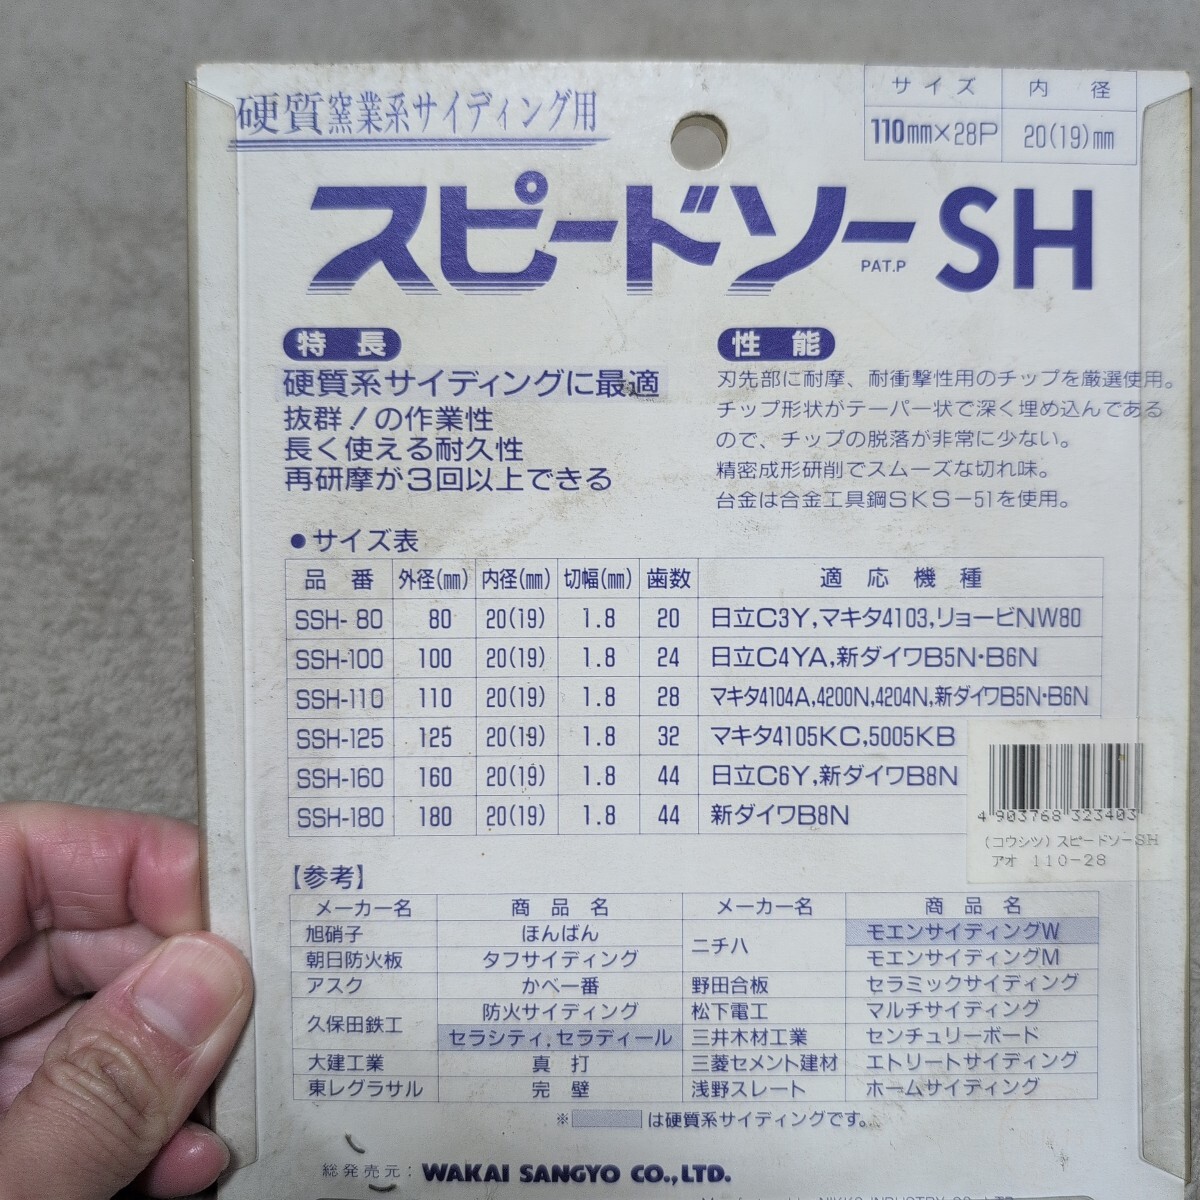 硬質窯業系サイディング用
サイズ 内径
110mm×28P 20(19)mm
スピードソーSH
PAT.P
特長
硬質系サイディングに最適
抜群!の作業性
長く使える耐久性
再研摩が3回以上できる
性能
刃先部に耐摩、耐衝撃性用のチップを厳選使用。
チップ形状がテーパー状で深く埋め込んである
ので、チップの脱落が非常に少ない。
精密成形研削でスムーズな切れ味。
台金は合金工具鋼SKS-51を使用。
●サイズ表
品番 外径(mm) 内径(mm) 切幅(mm) 歯数 適応機種
SSH-80 80 20(19) 1.8 20 日立C3Y,マキタ4103,リョービNW80
SSH-100 100 20(19) 1.8 24 日立C4YA,新ダイワB5N・B6N
SSH-110 110 20(19) 1.8 28 マキタ4104A,4200N,4204N,新ダイワB5N・B6N
SSH-125 125 20(19) 1.8 32 マキタ4105KC,5005KB
SSH-160 160 20(19) 1.8 44 日立C6Y,新ダイワB8N
SSH-180 180 20(19) 1.8 44 新ダイワB8N
4 903768 323403
(コウシツ)スピードソーSH
アオ 110-28
【参考】
メーカー名 商品名 メーカー名 商品名
旭硝子 ほんばん ニチハ モエンサイディングW
朝日防火板 タフサイディング モエンサイディングM
アスク かべ一番 野田合板 セラミックサイディング
久保田鉄工 防火サイディング 松下電工 マルチサイディング
セラシティ,セラディール 三井木材工業 センチュリーボード
大建工業 真打 三菱セメント建材 エトリートサイディング
東レグラサル 完壁 浅野スレート ホームサイディング
※ は硬質系サイディングです。
総発売元:WAKAI SANGYO CO.,LTD.